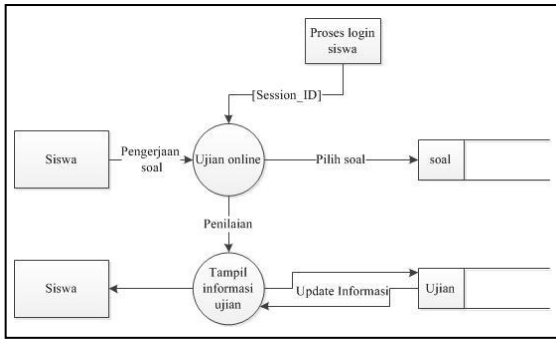 Proses login
siswa
[Session_ID]
Siswa
Pengerjaan
soal
Ujian online
Pilih soal
soal
Penilaian
Siswa
Tampil
informasi
ujian
Update Informasi
Ujian